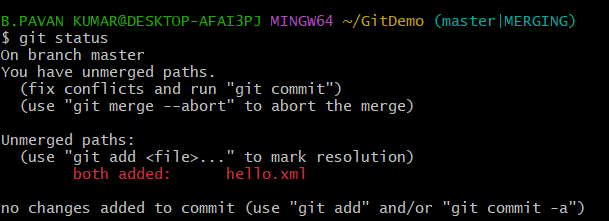 B.PAVAN KUMAR@DESKTOP-AFAI3PJ MINGW64 ~/GitDemo (master|MERGING)
$ git status
On branch master
You have unmerged paths.
  (fix conflicts and run "git commit")
  (use "git merge --abort" to abort the merge)

Unmerged paths:
  (use "git add <file>..." to mark resolution)
        both added:      hello.xml

no changes added to commit (use "git add" and/or "git commit -a")